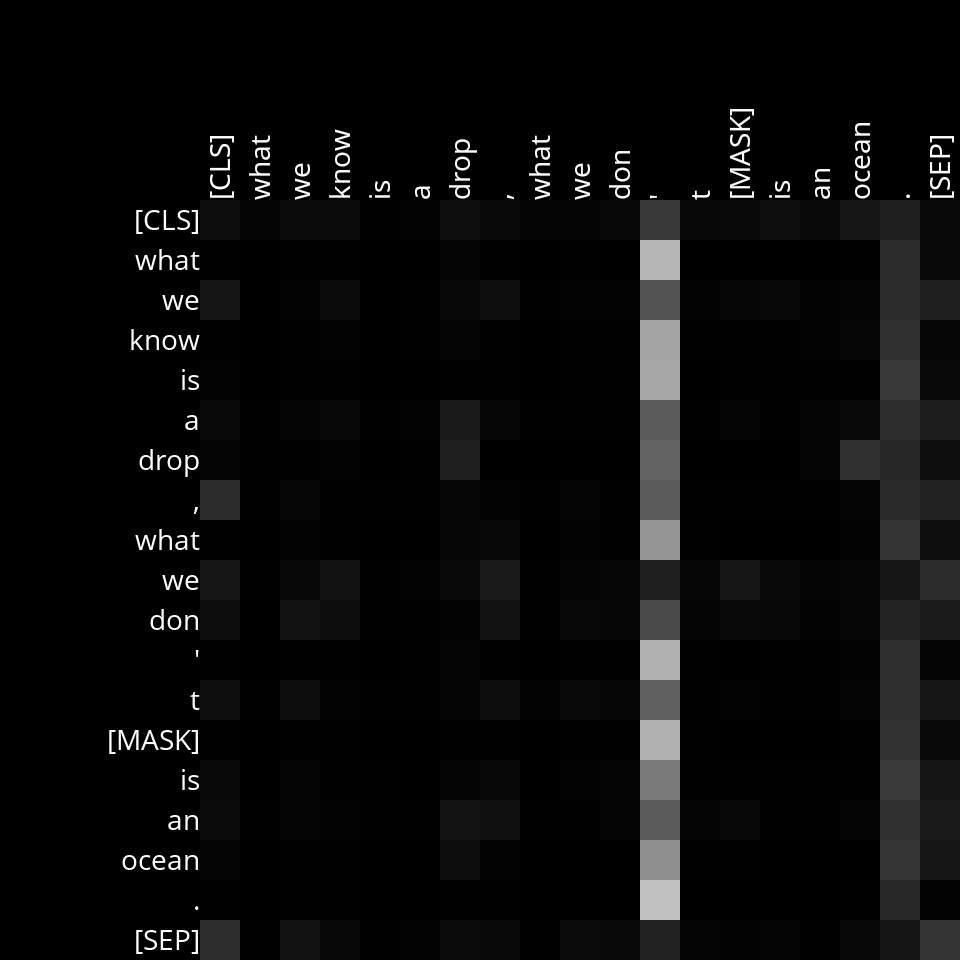 [CLS] what we know is a drop , what we don ' t [MASK] is an ocean . [SEP]
[CLS]
what
we
know
is
a
drop
,
what
we
don
'
t
[MASK]
is
an
ocean
.
[SEP]